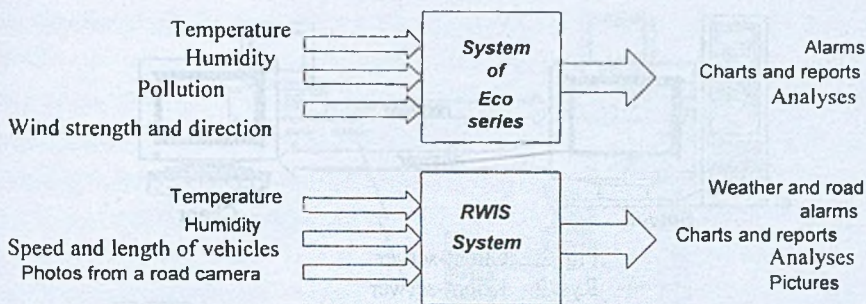 Temperature
Humidity
Pollution
Wind strength and direction
System
of
Eco
series
Alarms
Charts and reports
Analyses
Temperature
Humidity
Speed and length of vehicles
Photos from a road camera
RWIS
System
Weather and road
alarms
Charts and reports
Analyses
Pictures